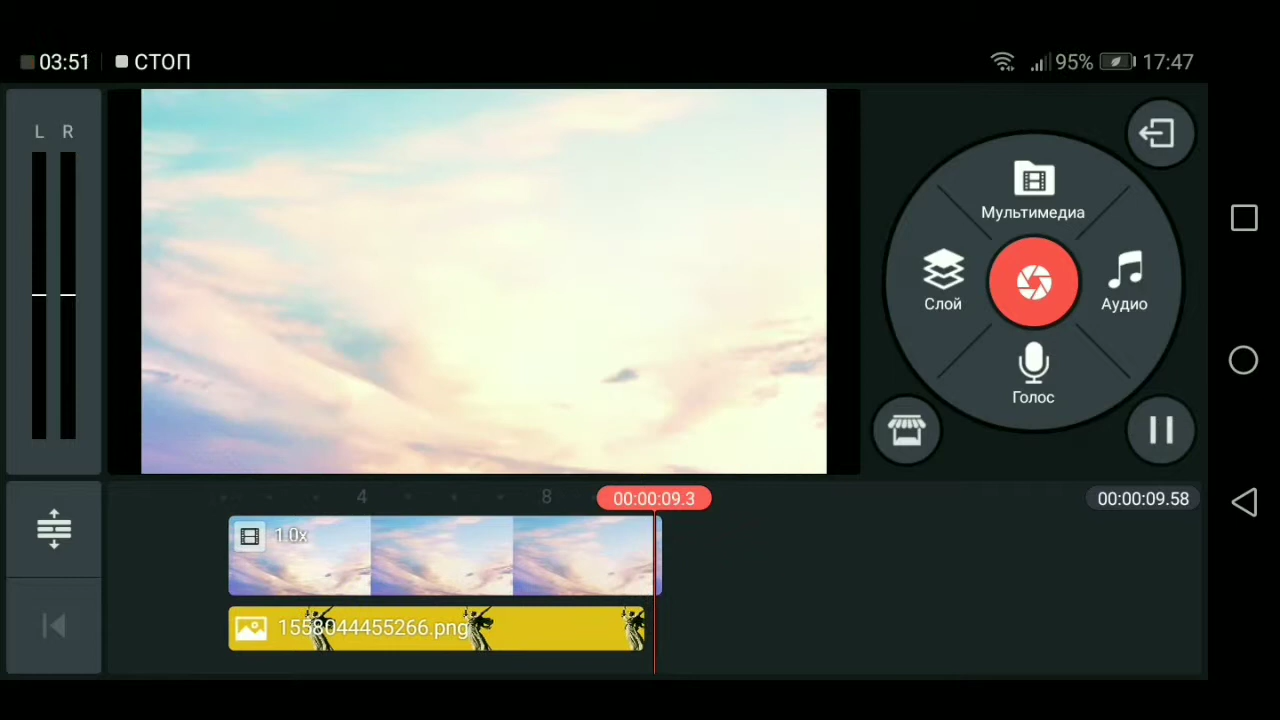 03:51 СТОП 95% 17:47
L R
Мультимедиа
Слой
Аудио
Голос
4 8 00:00:09.3 00:00:09.58
1.0x
1558044455266.png